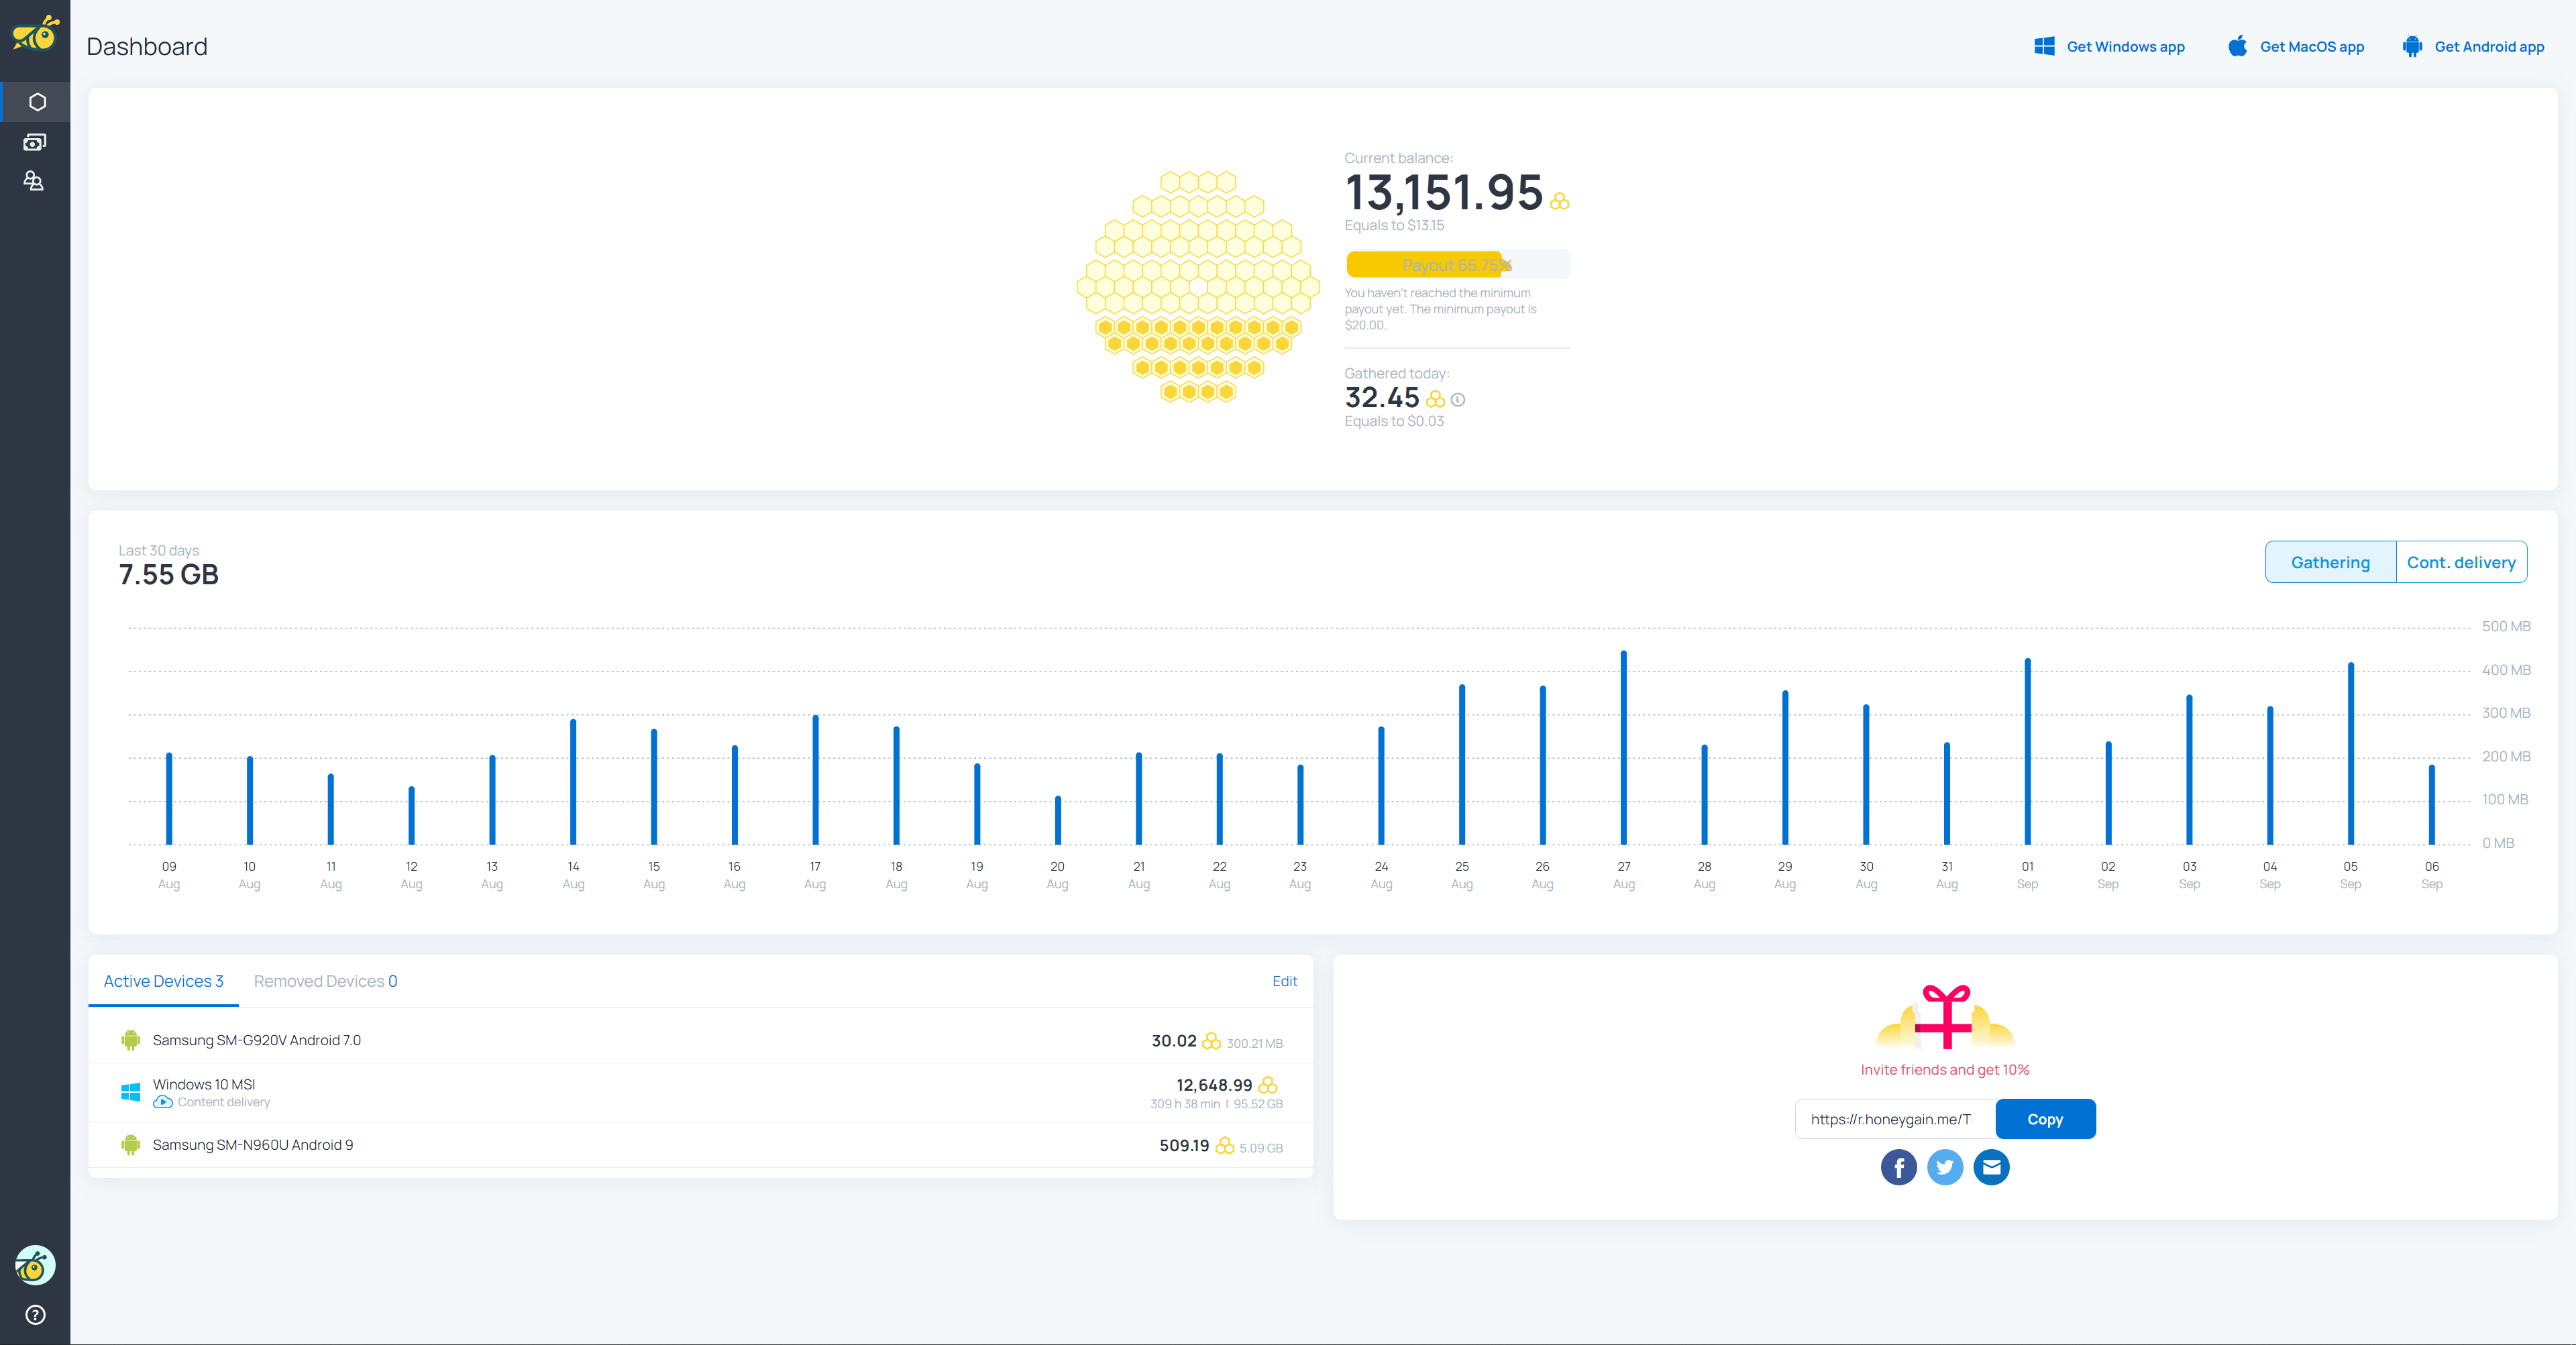 Dashboard
Get Windows app
Get MacOS app
Get Android app
Current balance:
13,151.95
Equals to $13.15
Payout 65.75%
You haven't reached the minimum
payout yet. The minimum payout is
$20.00.
Gathered today:
32.45
Equals to $0.03
Last 30 days
7.55 GB
Gathering
Cont. delivery
500 MB
400 MB
300 MB
200 MB
100 MB
0 MB
09 10 11 12 13 14 15 16 17 18 19 20 21 22 23 24 25 26 27 28 29 30 31 01 02 03 04 05 06
Aug Aug Aug Aug Aug Aug Aug Aug Aug Aug Aug Aug Aug Aug Aug Aug Aug Aug Aug Aug Aug Aug Aug Sep Sep Sep Sep Sep Sep
Active Devices 3
Removed Devices 0
Edit
Samsung SM-G920V Android 7.0
30.02 300.21 MB
Windows 10 MSI
12,648.99
Content delivery
309 h 38 min | 95.52 GB
Samsung SM-N960U Android 9
509.19 5.09 GB
Invite friends and get 10%
https://r.honeygain.me/T
Copy